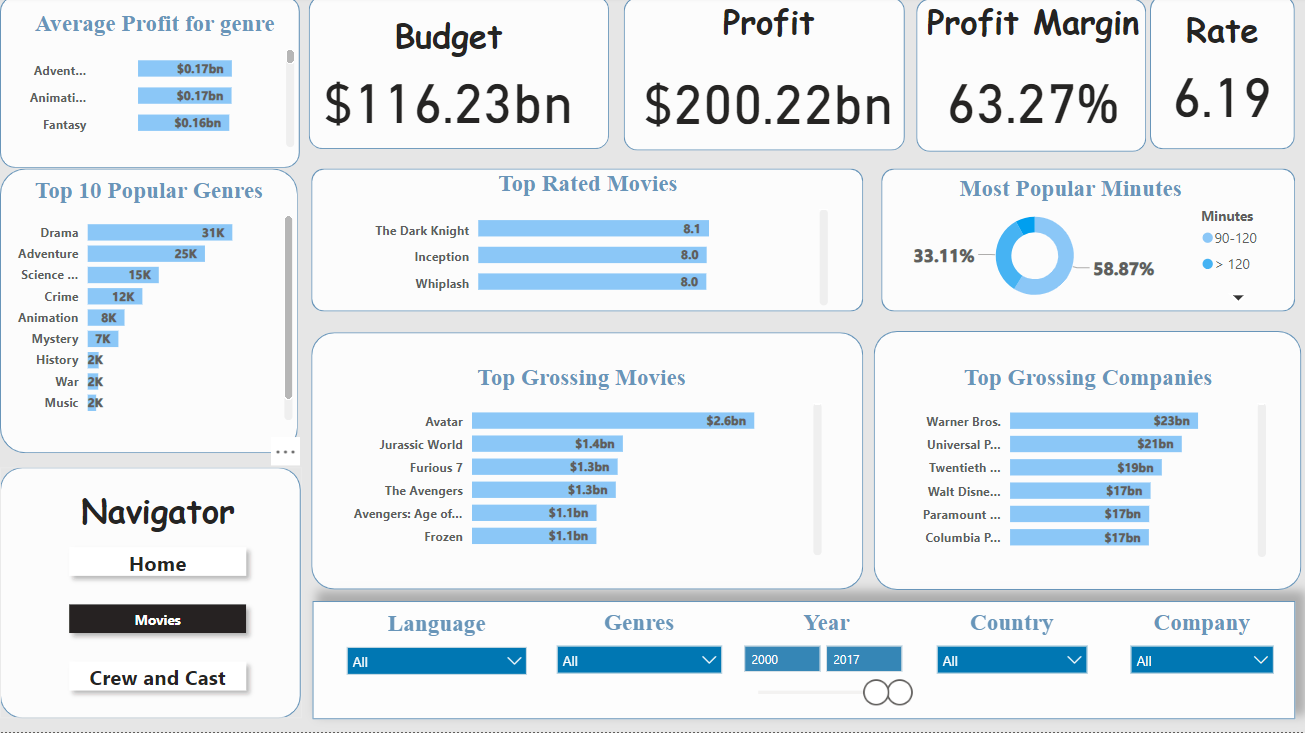 Average Profit for genre
Advent... $0.17bn
Animati... $0.17bn
Fantasy $0.16bn
Budget
$116.23bn
Profit
$200.22bn
Profit Margin
63.27%
Rate
6.19
Top 10 Popular Genres
Drama 31K
Adventure 25K
Science ... 15K
Crime 12K
Animation 8K
Mystery 7K
History 2K
War 2K
Music 2K
Top Rated Movies
The Dark Knight 8.1
Inception 8.0
Whiplash 8.0
Most Popular Minutes
33.11%
58.87%
Minutes
90-120
> 120
Top Grossing Movies
Avatar $2.6bn
Jurassic World $1.4bn
Furious 7 $1.3bn
The Avengers $1.3bn
Avengers: Age of... $1.1bn
Frozen $1.1bn
Top Grossing Companies
Warner Bros. $23bn
Universal P... $21bn
Twentieth ... $19bn
Walt Disne... $17bn
Paramount ... $17bn
Columbia P... $17bn
Navigator
Home
Movies
Crew and Cast
Language
All
Genres
All
Year
2000 2017
Country
All
Company
All